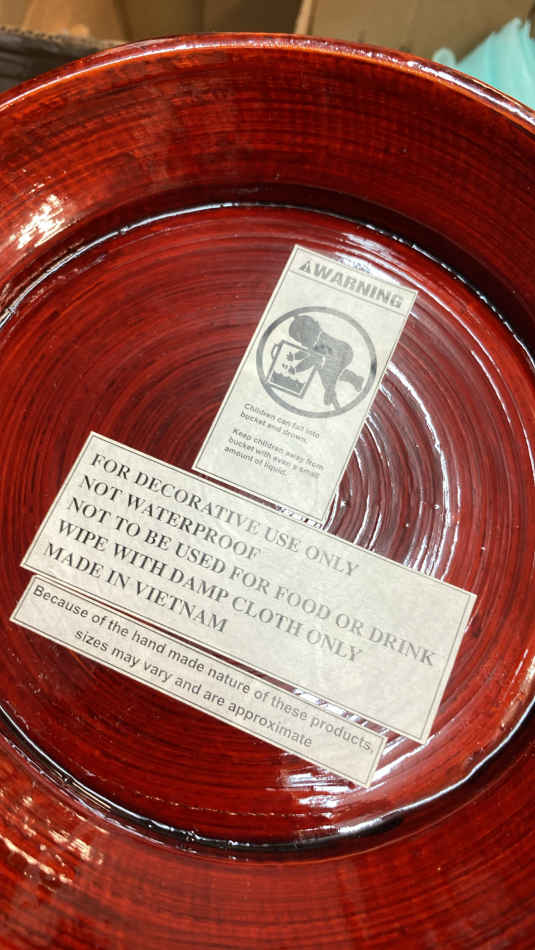 WARNING
Children can fall into
bucket and drown.
Keep children away from
bucket with even a small
amount of liquid.
FOR DECORATIVE USE ONLY
NOT WATERPROOF
NOT TO BE USED FOR FOOD OR DRINK
WIPE WITH DAMP CLOTH ONLY
MADE IN VIETNAM
Because of the hand made nature of these products,
sizes may vary and are approximate